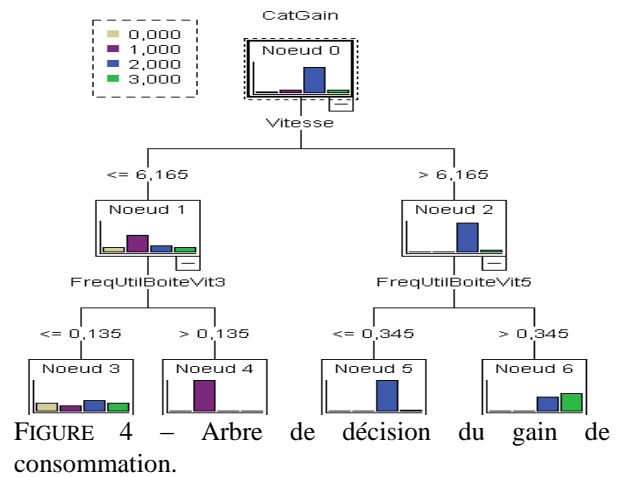 CatGain
0,000
1,000
2,000
3,000
Noeud 0
Vitesse
<= 6,165
> 6,165
Noeud 1
Noeud 2
FreqUtilBoiteVit3
FreqUtilBoiteVit5
<= 0,135
> 0,135
<= 0,345
> 0,345
Noeud 3
Noeud 4
Noeud 5
Noeud 6
FIGURE 4 – Arbre de décision du gain de
consommation.